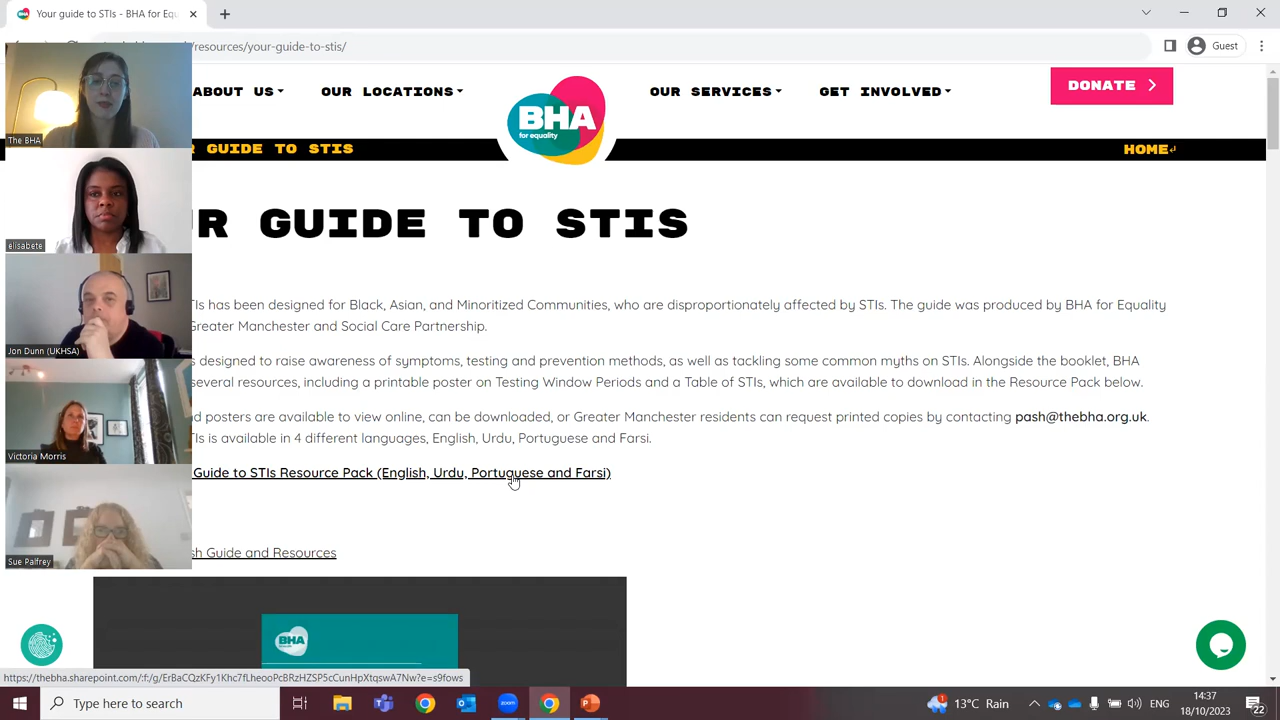 Your guide to STIs - BHA for Equ
resources/your-guide-to-stis/
Guest
ABOUT US
OUR LOCATIONS
BHA
for equality
OUR SERVICES
GET INVOLVED
DONATE
GUIDE TO STIS
HOME
R GUIDE TO STIS
The BHA
elisabete
Jon Dunn (UKHSA)
Victoria Morris
Sue Palfrey
TIs has been designed for Black, Asian, and Minoritized Communities, who are disproportionately affected by STIs. The guide was produced by BHA for Equality
Greater Manchester and Social Care Partnership.
s designed to raise awareness of symptoms, testing and prevention methods, as well as tackling some common myths on STIs. Alongside the booklet, BHA
several resources, including a printable poster on Testing Window Periods and a Table of STIs, which are available to download in the Resource Pack below.
d posters are available to view online, can be downloaded, or Greater Manchester residents can request printed copies by contacting pash@thebha.org.uk.
TIs is available in 4 different languages, English, Urdu, Portuguese and Farsi.
Guide to STIs Resource Pack (English, Urdu, Portuguese and Farsi)
sh Guide and Resources
BHA
Type here to search
13°C Rain
ENG
14:37
18/10/2023
22